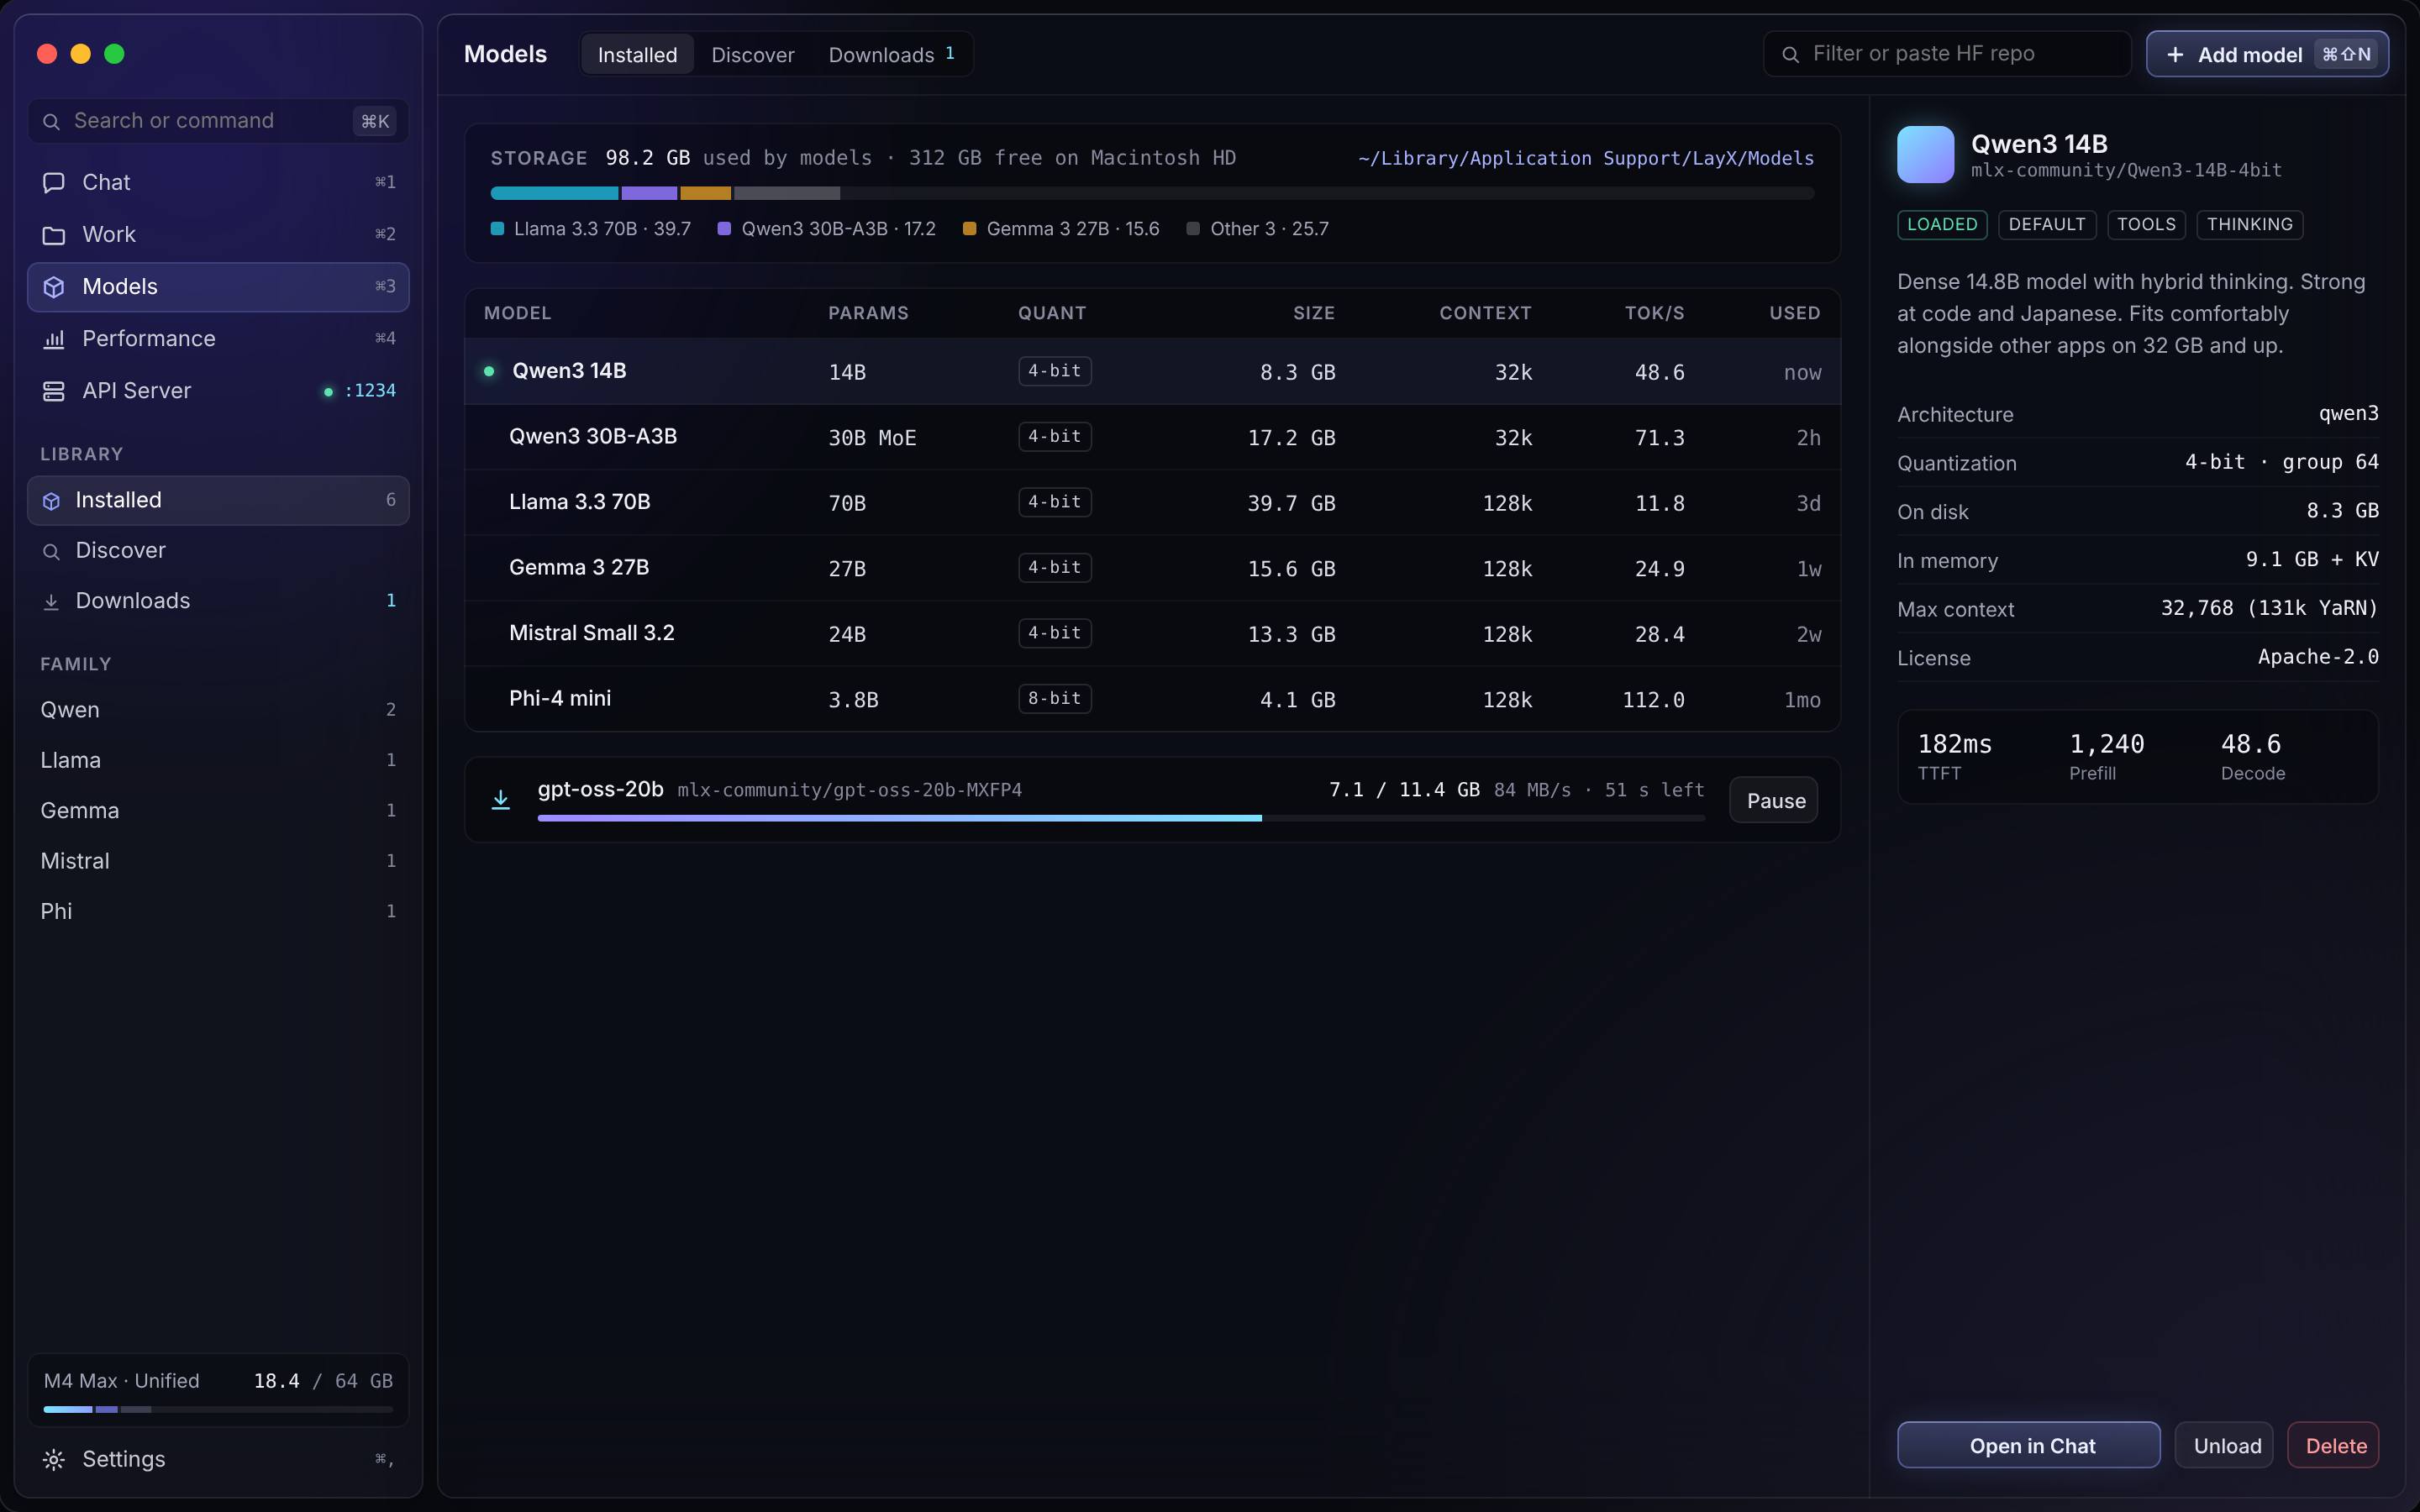 Search or command ⌘K
Chat ⌘1
Work ⌘2
Models ⌘3
Performance ⌘4
API Server :1234
LIBRARY
Installed 6
Discover
Downloads 1
FAMILY
Qwen 2
Llama 1
Gemma 1
Mistral 1
Phi 1
M4 Max · Unified 18.4 / 64 GB
Settings ⌘,
Models Installed Discover Downloads 1 Filter or paste HF repo + Add model ⌘⇧N
STORAGE 98.2 GB used by models · 312 GB free on Macintosh HD ~/Library/Application Support/LayX/Models
Llama 3.3 70B · 39.7 Qwen3 30B-A3B · 17.2 Gemma 3 27B · 15.6 Other 3 · 25.7
MODEL PARAMS QUANT SIZE CONTEXT TOK/S USED
Qwen3 14B 14B 4-bit 8.3 GB 32k 48.6 now
Qwen3 30B-A3B 30B MoE 4-bit 17.2 GB 32k 71.3 2h
Llama 3.3 70B 70B 4-bit 39.7 GB 128k 11.8 3d
Gemma 3 27B 27B 4-bit 15.6 GB 128k 24.9 1w
Mistral Small 3.2 24B 4-bit 13.3 GB 128k 28.4 2w
Phi-4 mini 3.8B 8-bit 4.1 GB 128k 112.0 1mo
gpt-oss-20b mlx-community/gpt-oss-20b-MXFP4 7.1 / 11.4 GB 84 MB/s · 51 s left Pause
Qwen3 14B
mlx-community/Qwen3-14B-4bit
LOADED DEFAULT TOOLS THINKING
Dense 14.8B model with hybrid thinking. Strong
at code and Japanese. Fits comfortably
alongside other apps on 32 GB and up.
Architecture qwen3
Quantization 4-bit · group 64
On disk 8.3 GB
In memory 9.1 GB + KV
Max context 32,768 (131k YaRN)
License Apache-2.0
182ms 1,240 48.6
TTFT Prefill Decode
Open in Chat Unload Delete